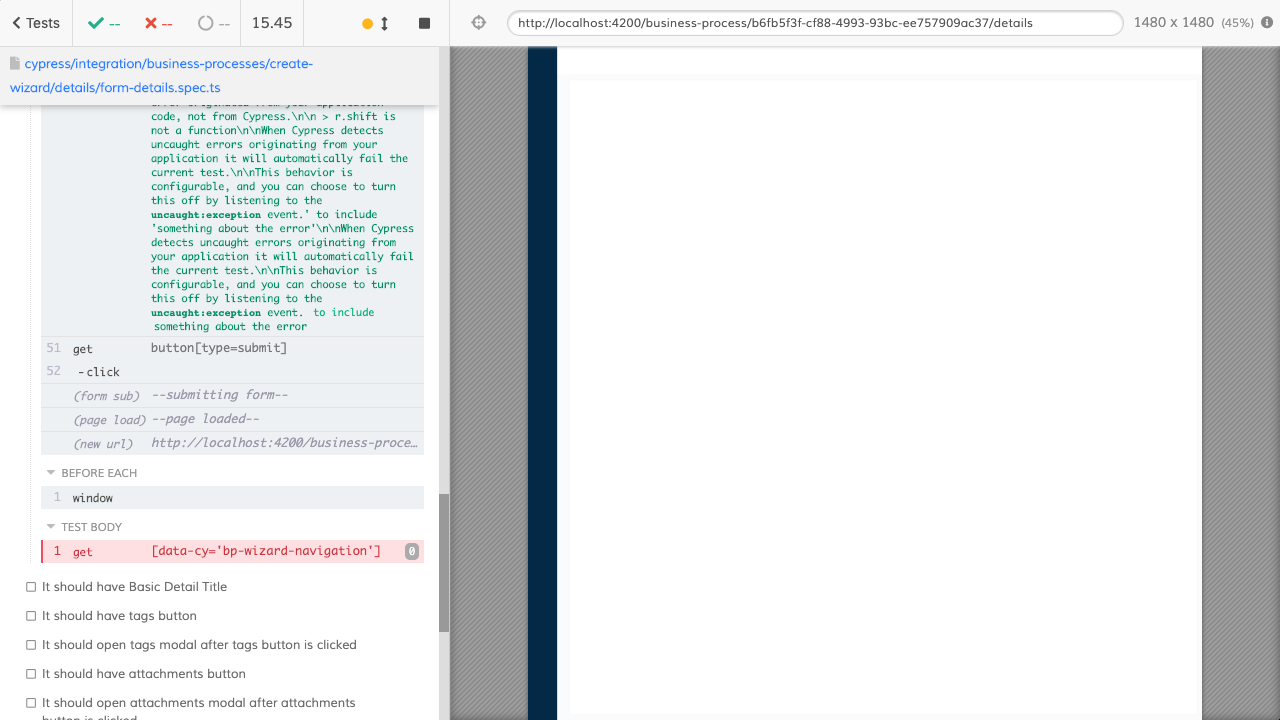 Tests
--
--
--
15.45
http://localhost:4200/business-process/b6fb5f3f-cf88-4993-93bc-ee757909ac37/details
1480 x 1480 (45%)
cypress/integration/business-processes/create-
wizard/details/form-details.spec.ts
error originated from your application
code, not from Cypress.\n\n > r.shift is
not a function\n\nWhen Cypress detects
uncaught errors originating from your
application it will automatically fail the
current test.\n\nThis behavior is
configurable, and you can choose to turn
this off by listening to the
uncaught:exception event.' to include
'something about the error'\n\nWhen Cypress
detects uncaught errors originating from
your application it will automatically fail
the current test.\n\nThis behavior is
configurable, and you can choose to turn
this off by listening to the
uncaught:exception event. to include
something about the error
51 get button[type=submit]
52 -click
(form sub) --submitting form--
(page load) --page loaded--
(new url) http://localhost:4200/business-proce…
BEFORE EACH
1 window
TEST BODY
1 get [data-cy='bp-wizard-navigation'] 0
It should have Basic Detail Title
It should have tags button
It should open tags modal after tags button is clicked
It should have attachments button
It should open attachments modal after attachments
button is clicked